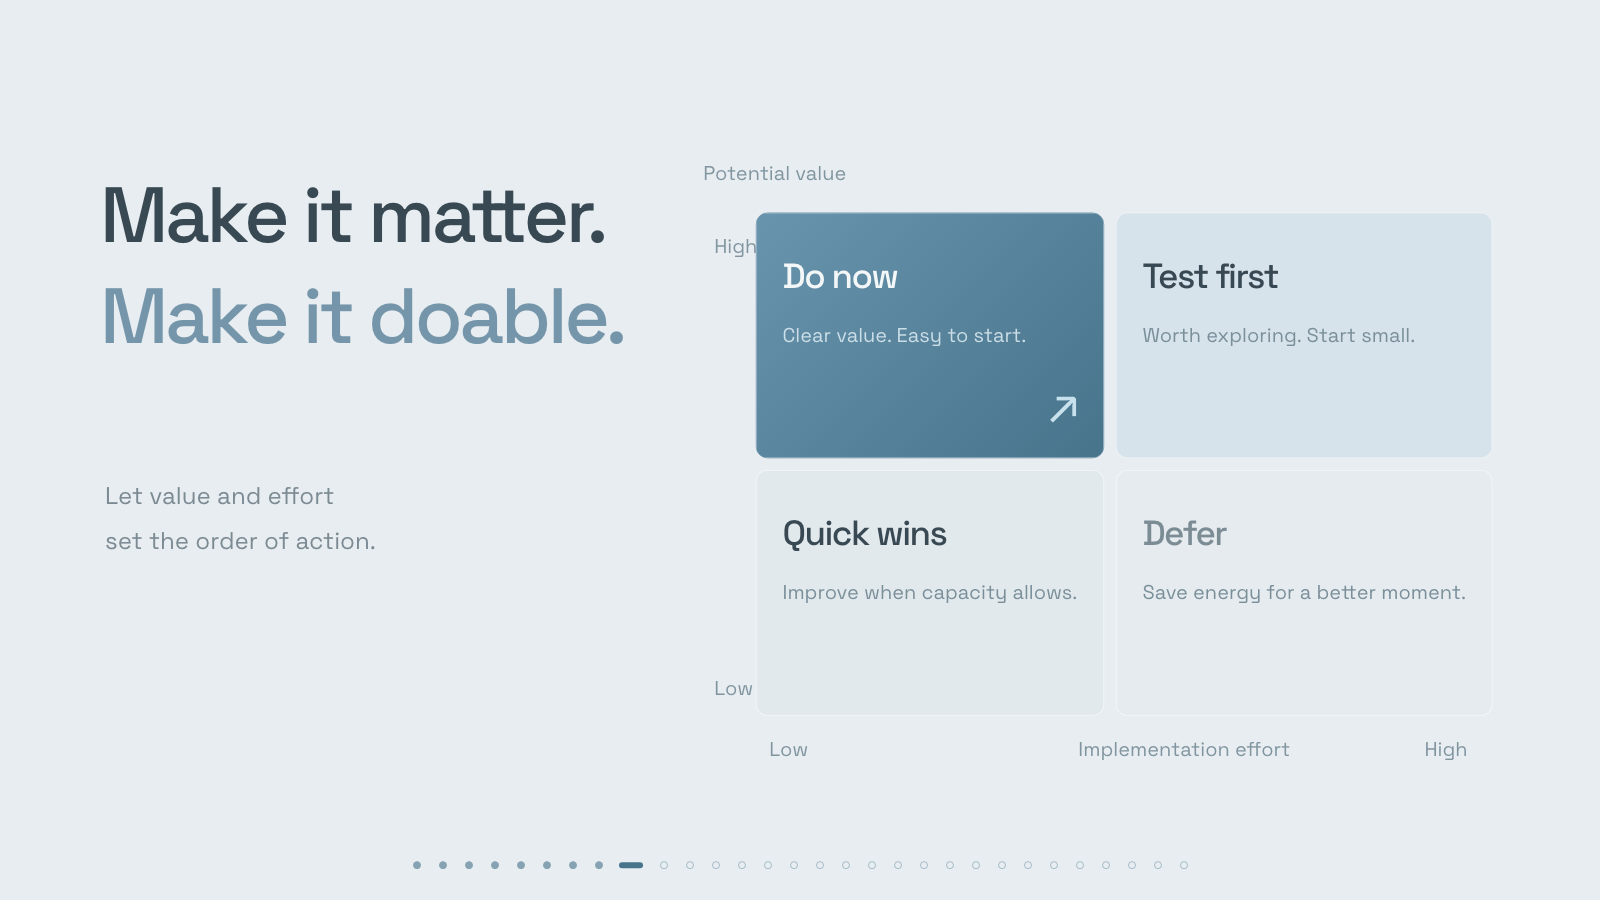 Make it matter.
Make it doable.
Let value and effort
set the order of action.
Potential value
High
Do now
Clear value. Easy to start.
Test first
Worth exploring. Start small.
Quick wins
Improve when capacity allows.
Defer
Save energy for a better moment.
Low
Low
Implementation effort
High